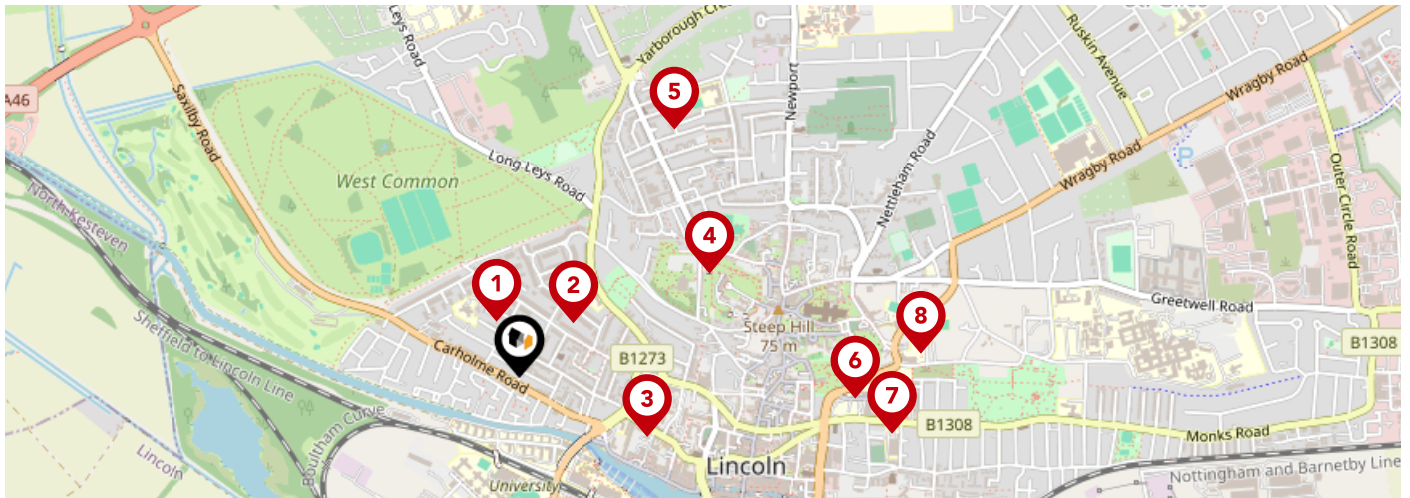 St Giles
Yarborough Cres
Leys Road
Ruskin Avenue
A46
Saxilby Road
5
Newport
Wragby Road
Long Leys Road
Nettleham Road
Wragby Road
P
West Common
Outer Circle Road
North Kesteven
4
1
2
Greetwell Road
8
Sheffield to Lincoln Line
Steep Hill
75 m
B1308
Carholme Road
B1273
6
7
3
B1308
Monks Road
Boultham Curve
Lincoln
Lincoln
University
Nottingham and Barnetby Line